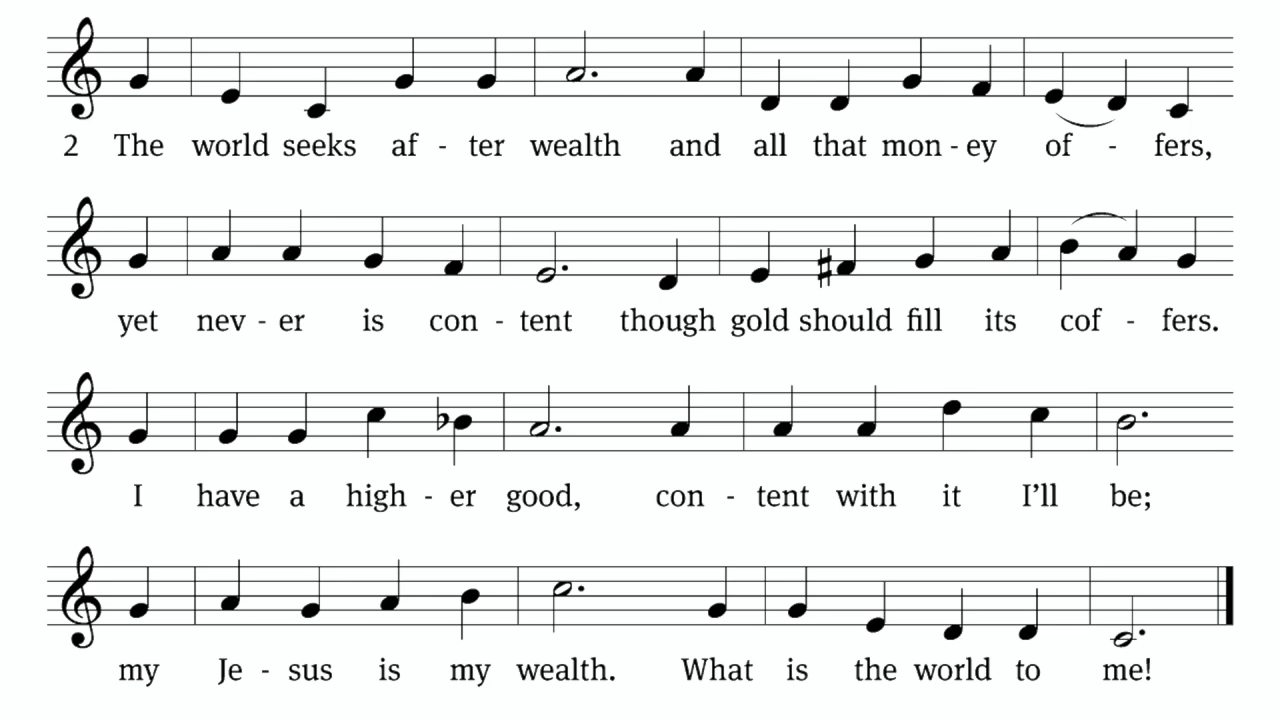 2 The world seeks af - ter wealth and all that mon - ey of - fers,
yet nev - er is con - tent though gold should fill its cof - fers.
I have a high - er good, con - tent with it I’ll be;
my Je - sus is my wealth. What is the world to me!